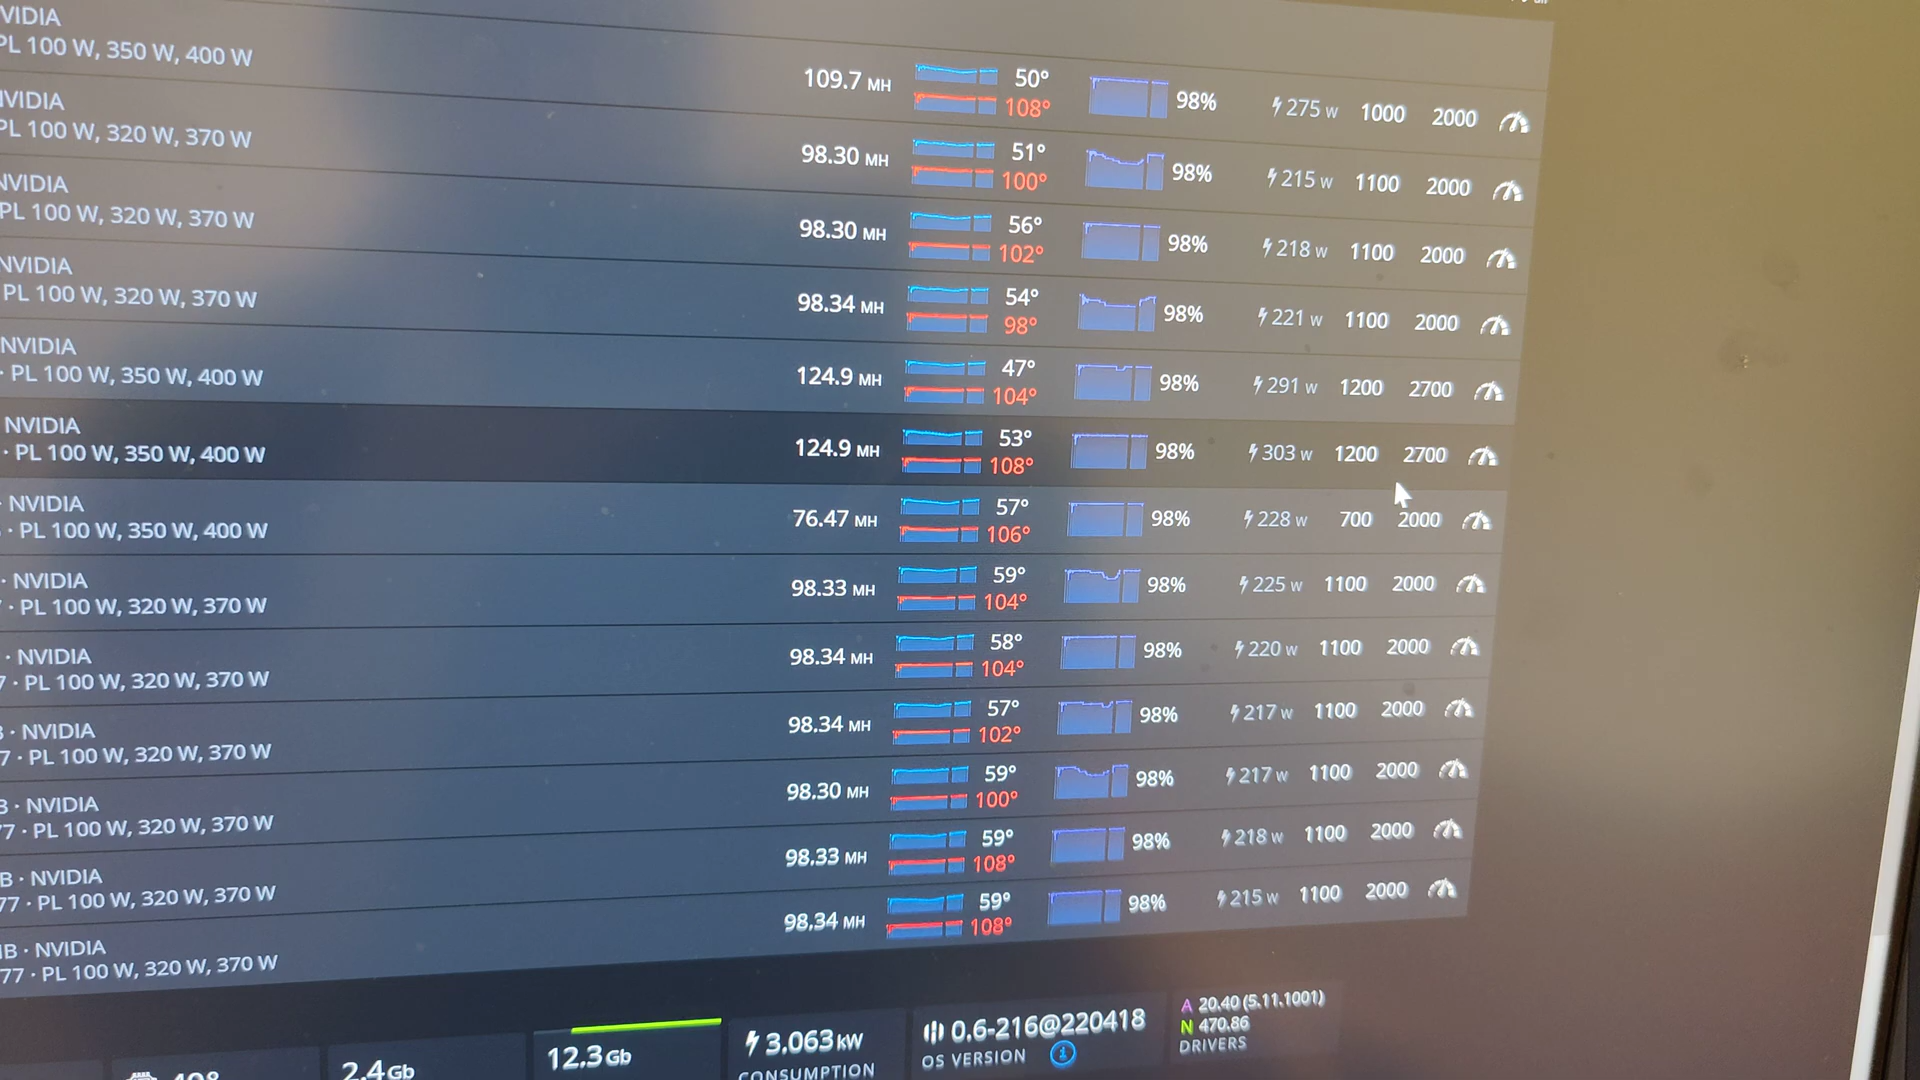 NVIDIA
PL 100 W, 350 W, 400 W
109.7 MH 50° 108° 98% 275 W 1000 2000
NVIDIA
PL 100 W, 320 W, 370 W
98.30 MH 51° 100° 98% 215 W 1100 2000
NVIDIA
PL 100 W, 320 W, 370 W
98.30 MH 56° 102° 98% 218 W 1100 2000
NVIDIA
PL 100 W, 320 W, 370 W
98.34 MH 54° 98° 98% 221 W 1100 2000
NVIDIA
· PL 100 W, 350 W, 400 W
124.9 MH 47° 104° 98% 291 W 1200 2700
NVIDIA
· PL 100 W, 350 W, 400 W
124.9 MH 53° 108° 98% 303 W 1200 2700
· NVIDIA
· PL 100 W, 350 W, 400 W
76.47 MH 57° 106° 98% 228 W 700 2000
· NVIDIA
· PL 100 W, 320 W, 370 W
98.33 MH 59° 104° 98% 225 W 1100 2000
· NVIDIA
7 · PL 100 W, 320 W, 370 W
98.34 MH 58° 104° 98% 220 W 1100 2000
B · NVIDIA
7 · PL 100 W, 320 W, 370 W
98.34 MH 57° 102° 98% 217 W 1100 2000
B · NVIDIA
77 · PL 100 W, 320 W, 370 W
98.30 MH 59° 100° 98% 217 W 1100 2000
B · NVIDIA
77 · PL 100 W, 320 W, 370 W
98.33 MH 59° 108° 98% 218 W 1100 2000
MB · NVIDIA
77 · PL 100 W, 320 W, 370 W
98.34 MH 59° 108° 98% 215 W 1100 2000
2.4 Gb
12.3 Gb
3.063 kW
CONSUMPTION
0.6-216@220418
OS VERSION
A 20.40 (5.11.1001)
N 470.86
DRIVERS